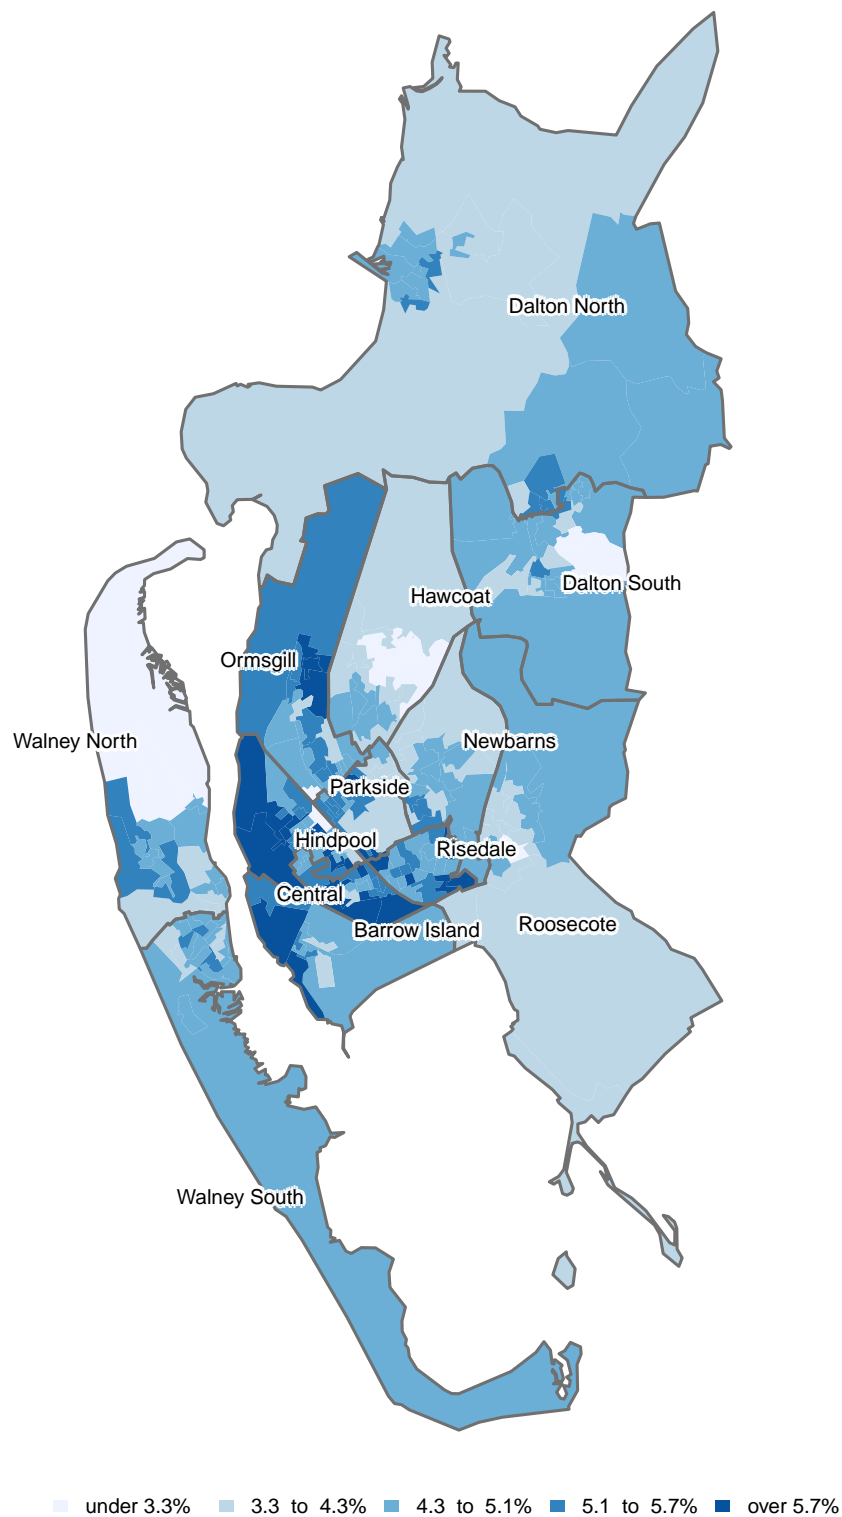 Dalton North
Dalton South
Hawcoat
Ormsgill
Walney North
Newbarns
Parkside
Hindpool
Risedale
Central
Roosecote
Barrow Island
Walney South
under 3.3% 3.3 to 4.3% 4.3 to 5.1% 5.1 to 5.7% over 5.7%